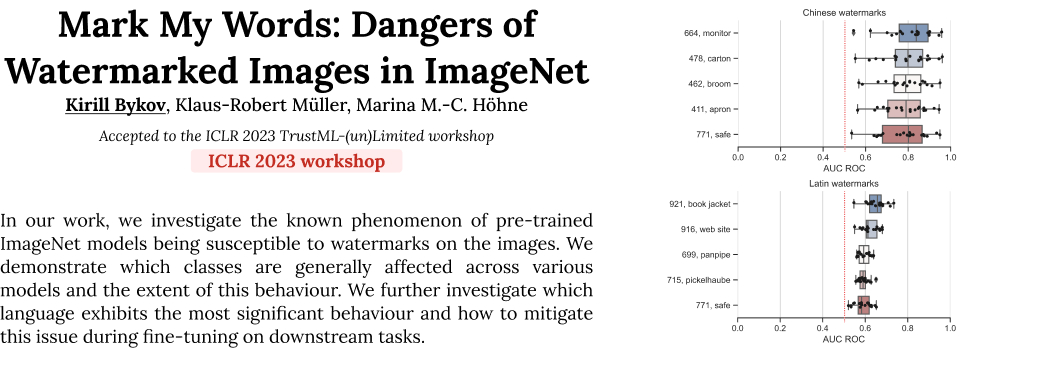 Mark My Words: Dangers of
Watermarked Images in ImageNet
Kirill Bykov, Klaus-Robert Müller, Marina M.-C. Höhne
Accepted to the ICLR 2023 TrustML-(un)Limited workshop
ICLR 2023 workshop
In our work, we investigate the known phenomenon of pre-trained
ImageNet models being susceptible to watermarks on the images. We
demonstrate which classes are generally affected across various
models and the extent of this behaviour. We further investigate which
language exhibits the most significant behaviour and how to mitigate
this issue during fine-tuning on downstream tasks.
Chinese watermarks
664, monitor
478, carton
462, broom
411, apron
771, safe
0.0 0.2 0.4 0.6 0.8 1.0
AUC ROC
Latin watermarks
921, book jacket
916, web site
699, panpipe
715, pickelhaube
771, safe
0.0 0.2 0.4 0.6 0.8 1.0
AUC ROC